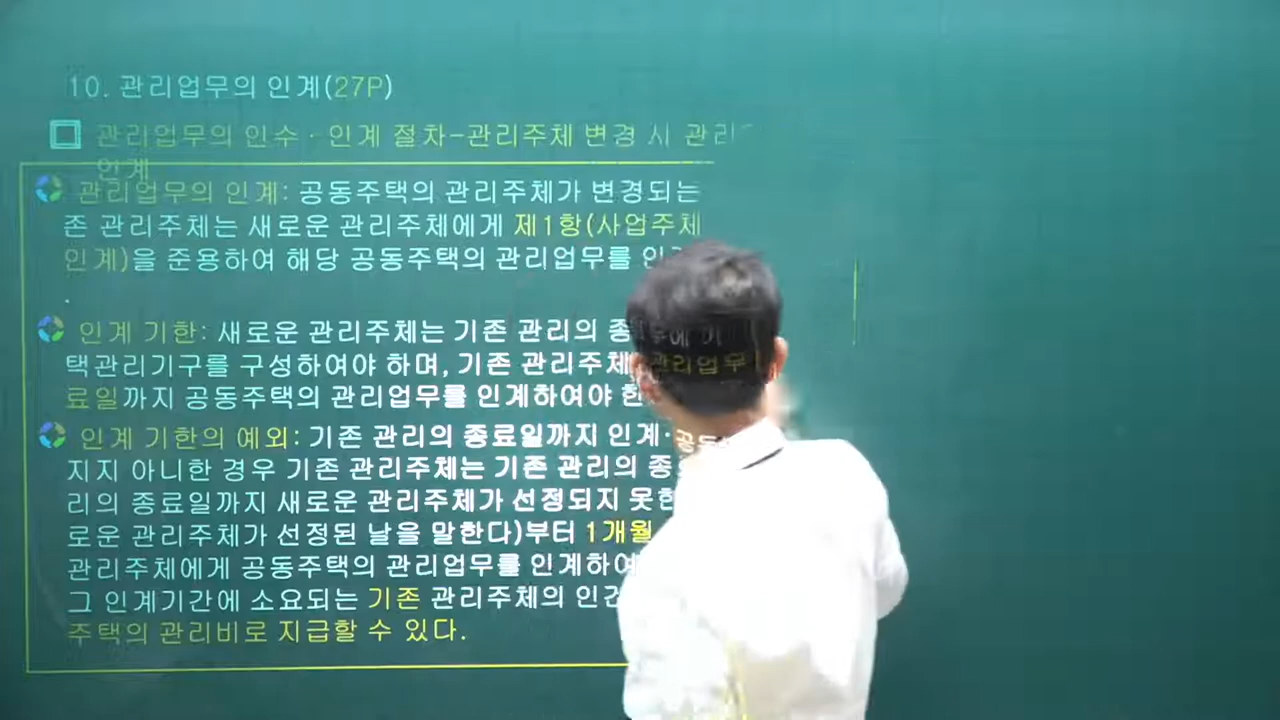 10. 관리업무의 인계(27P)
관리업무의 인수·인계 절차-관리주체 변경 시 관리
인계
관리업무의 인계: 공동주택의 관리주체가 변경되는
존 관리주체는 새로운 관리주체에게 제1항(사업주체
인계)을 준용하여 해당 공동주택의 관리업무를
.
인계 기한: 새로운 관리주체는 기존 관리의
택관리기구를 구성하여야 하며, 기존 관리주체 관리업무
료일까지 공동주택의 관리업무를 인계하여야
인계 기한의 예외: 기존 관리의 종료일까지 인계·
지지 아니한 경우 기존 관리주체는 기존 관리의
리의 종료일까지 새로운 관리주체가 선정되지
로운 관리주체가 선정된 날을 말한다)부터 1개월
관리주체에게 공동주택의 관리업무를
그 인계기간에 소요되는 기존 관리주체의
주택의 관리비로 지급할 수 있다.